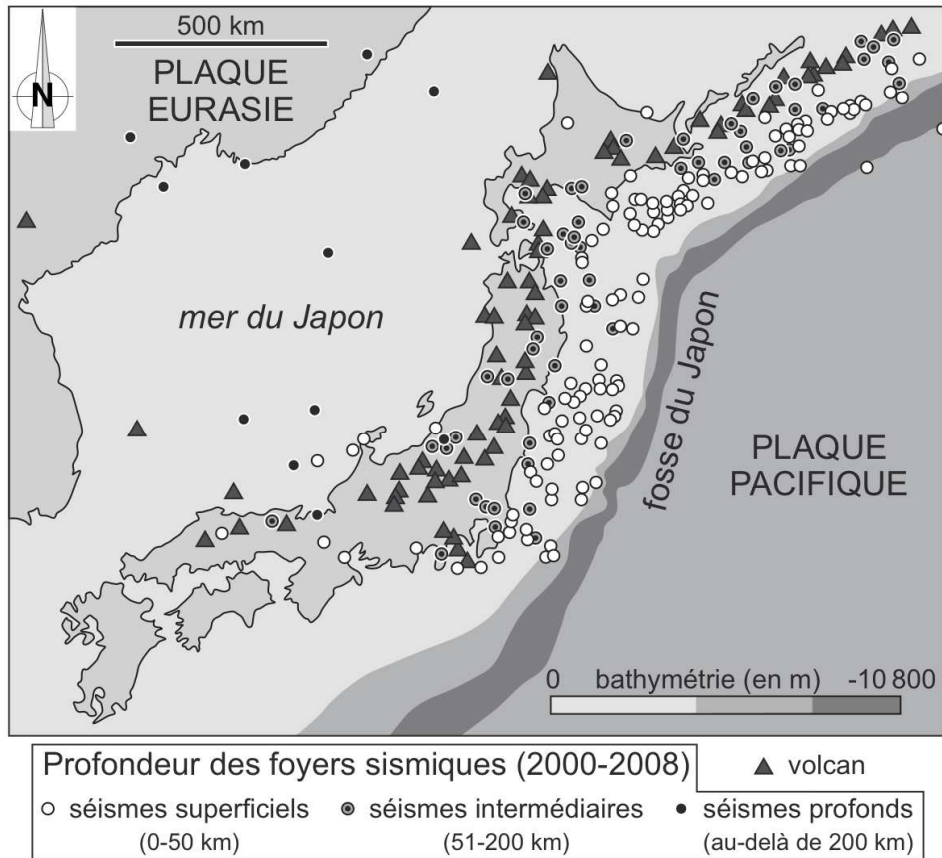 500 km
N
PLAQUE
EURASIE
mer du Japon
fosse du Japon
PLAQUE
PACIFIQUE
0 bathymétrie (en m) -10 800
Profondeur des foyers sismiques (2000-2008)
volcan
séismes superficiels
(0-50 km)
séismes intermédiaires
(51-200 km)
séismes profonds
(au-delà de 200 km)